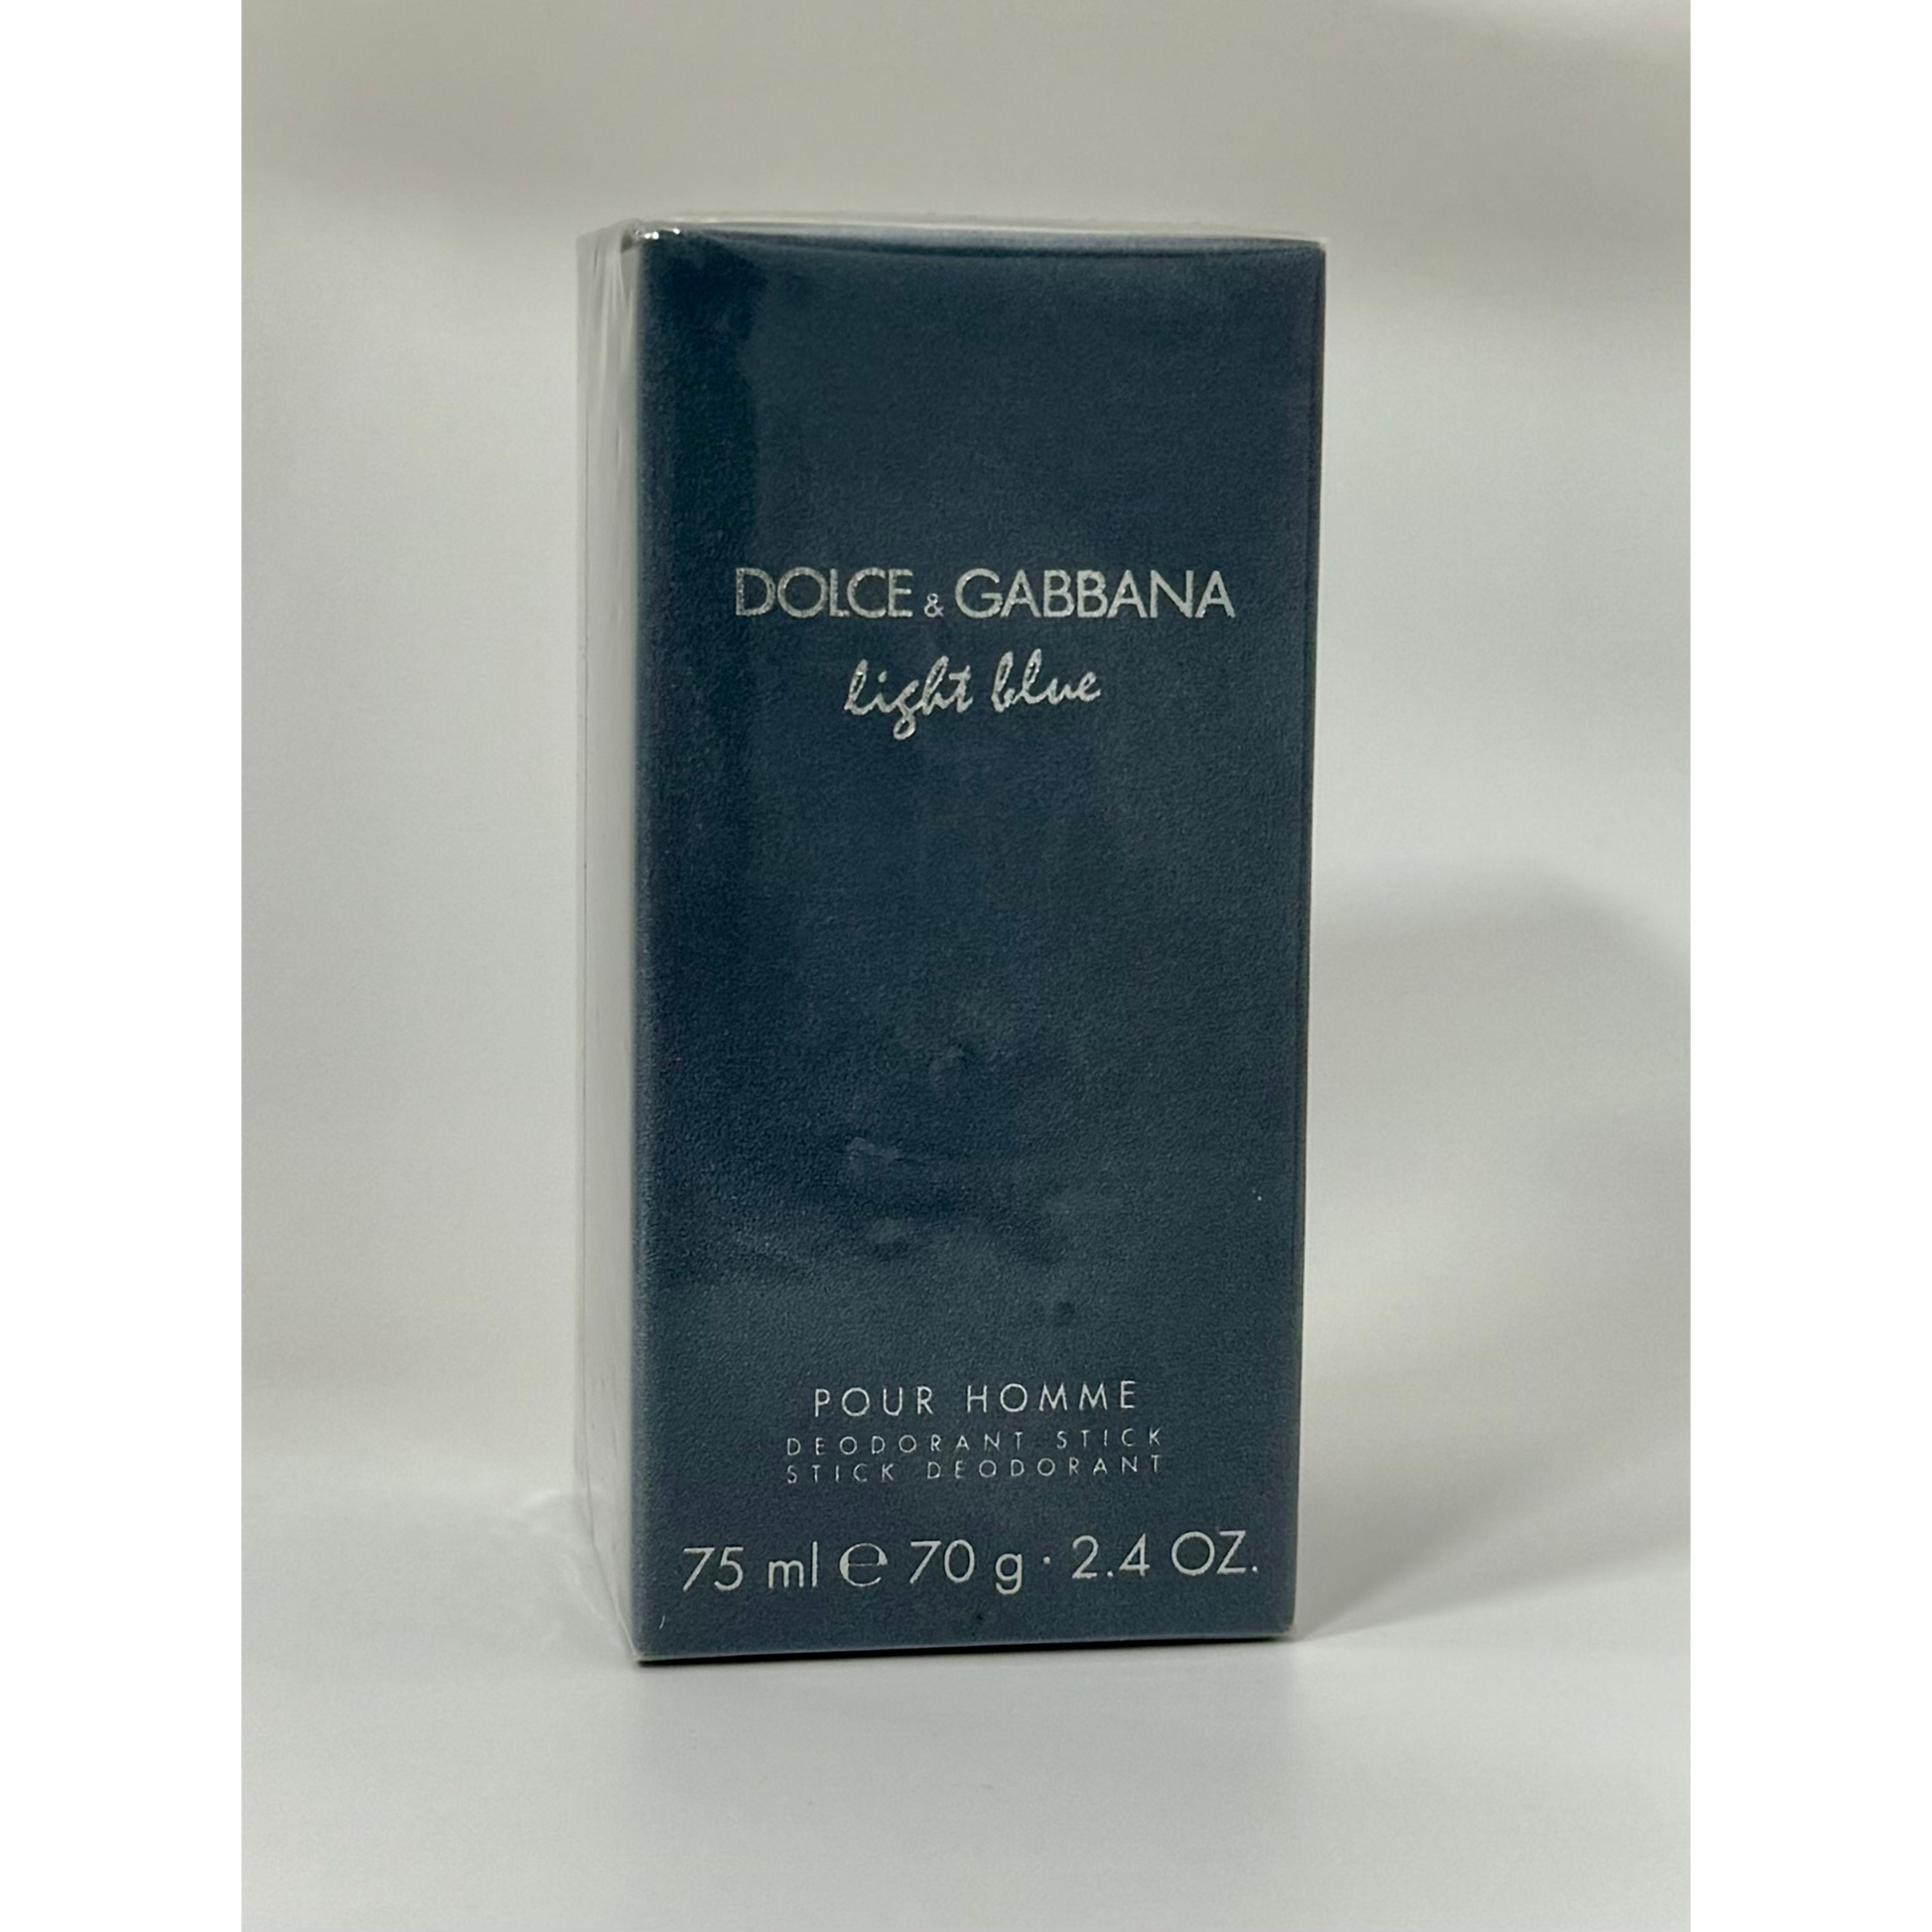 DOLCE & GABBANA
light blue
POUR HOMME
DEODORANT STICK
STICK DEODORANT
75 ml ℮ 70 g · 2.4 OZ.